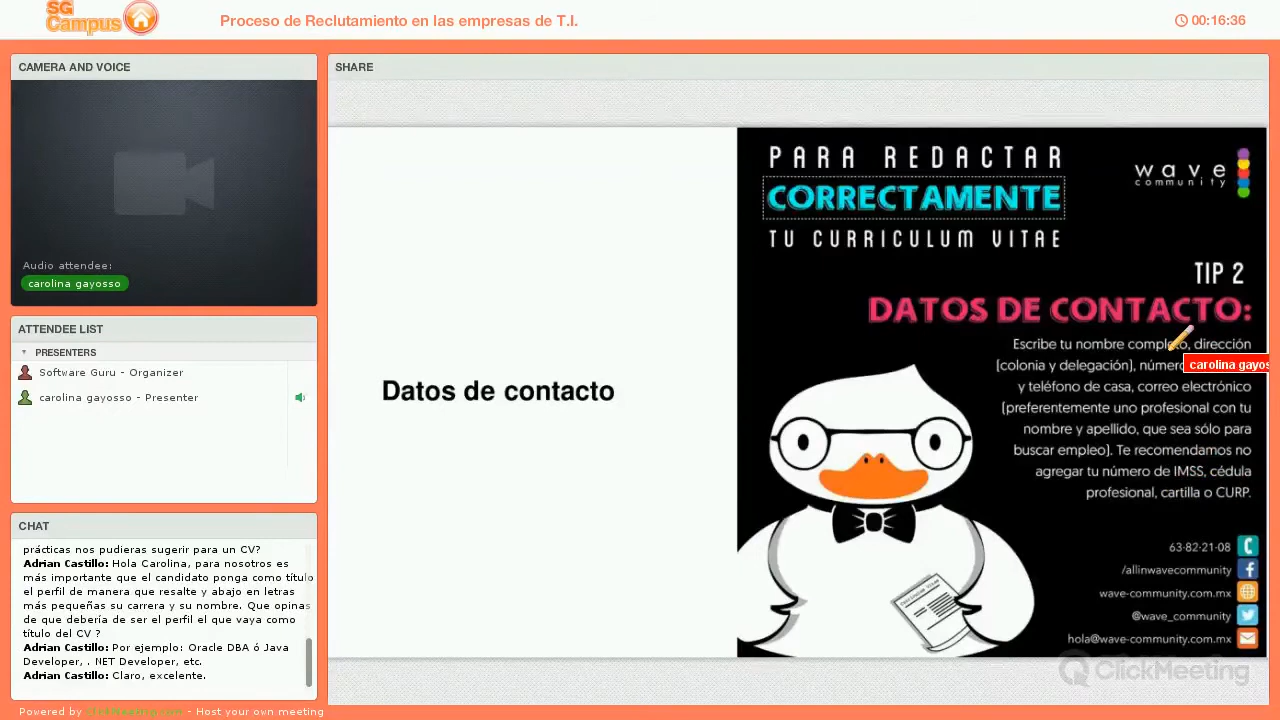 SG
Campus
Proceso de Reclutamiento en las empresas de T.I.
00:16:36
CAMERA AND VOICE
Audio attendee:
carolina gayosso
ATTENDEE LIST
PRESENTERS
Software Guru - Organizer
carolina gayosso - Presenter
CHAT
prácticas nos pudieras sugerir para un CV?
Adrian Castillo: Hola Carolina, para nosotros es
más importante que el candidato ponga como título
el perfil de manera que resalte y abajo en letras
más pequeñas su carrera y su nombre. Que opinas
de que debería de ser el perfil el que vaya como
título del CV ?
Adrian Castillo: Por ejemplo: Oracle DBA ó Java
Developer, . NET Developer, etc.
Adrian Castillo: Claro, excelente.
Powered by ClickMeeting.com - Host your own meeting
SHARE
Datos de contacto
PARA REDACTAR
CORRECTAMENTE
TU CURRICULUM VITAE
wave
community
TIP 2
DATOS DE CONTACTO:
Escribe tu nombre completo, dirección
(colonia y delegación), número
carolina gayos
y teléfono de casa, correo electrónico
(preferentemente uno profesional con tu
nombre y apellido, que sea sólo para
buscar empleo). Te recomendamos no
agregar tu número de IMSS, cédula
profesional, cartilla o CURP.
63-82-21-08
/allinwavecommunity
wave-community.com.mx
@wave_community
hola@wave-community.com.mx
ClickMeeting